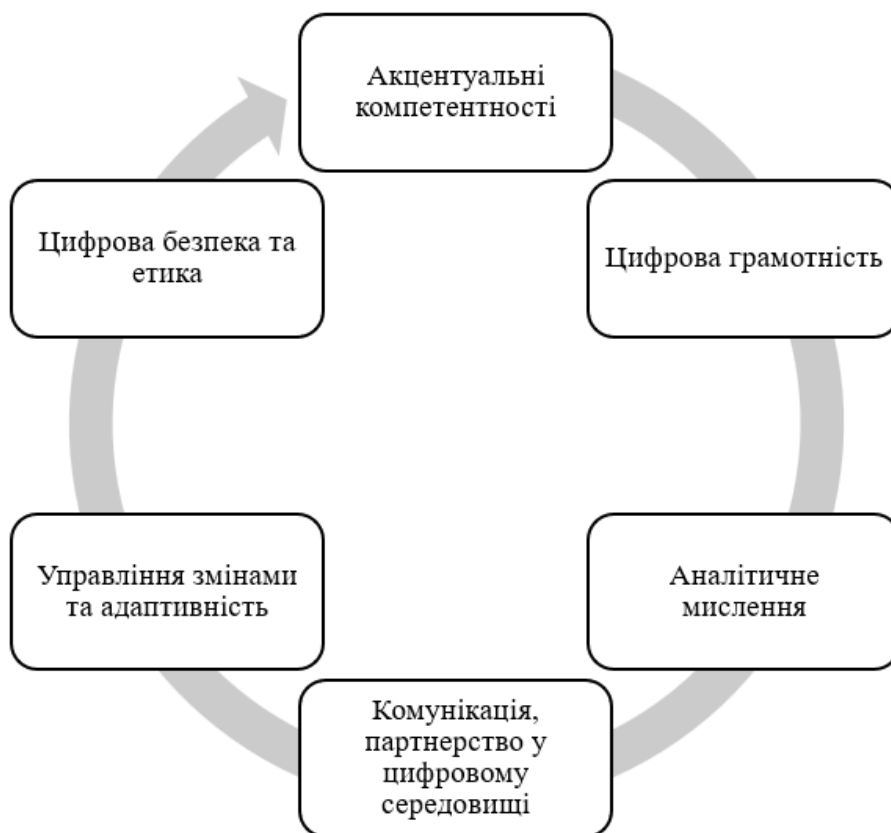 Акцентуальні
компетентності
Цифрова грамотність
Аналітичне
мислення
Комунікація,
партнерство у
цифровому
середовищі
Управління змінами
та адаптивність
Цифрова безпека та
етика